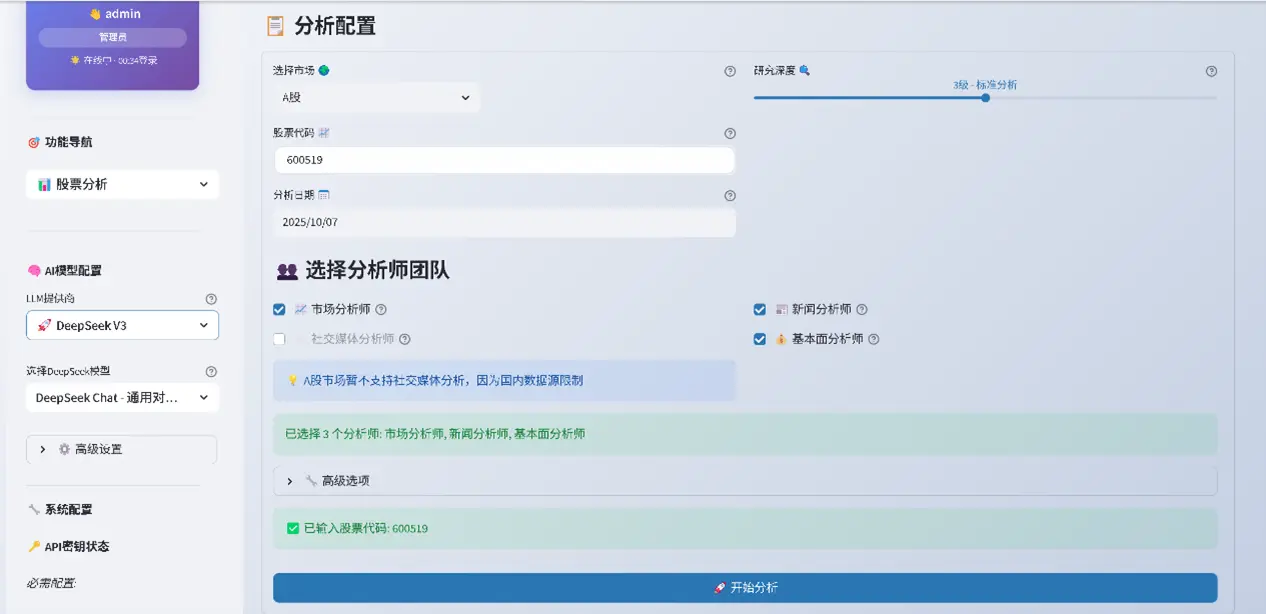 admin
管理员
在线中 · 00:34登录
功能导航
股票分析
AI模型配置
LLM提供商
DeepSeek V3
选择DeepSeek模型
DeepSeek Chat - 通用对...
高级设置
系统配置
API密钥状态
必需配置:
分析配置
选择市场
A股
研究深度
3级 - 标准分析
股票代码
600519
分析日期
2025/10/07
选择分析师团队
市场分析师
新闻分析师
社交媒体分析师
基本面分析师
A股市场暂不支持社交媒体分析，因为国内数据源限制
已选择 3 个分析师: 市场分析师, 新闻分析师, 基本面分析师
高级选项
已输入股票代码: 600519
开始分析